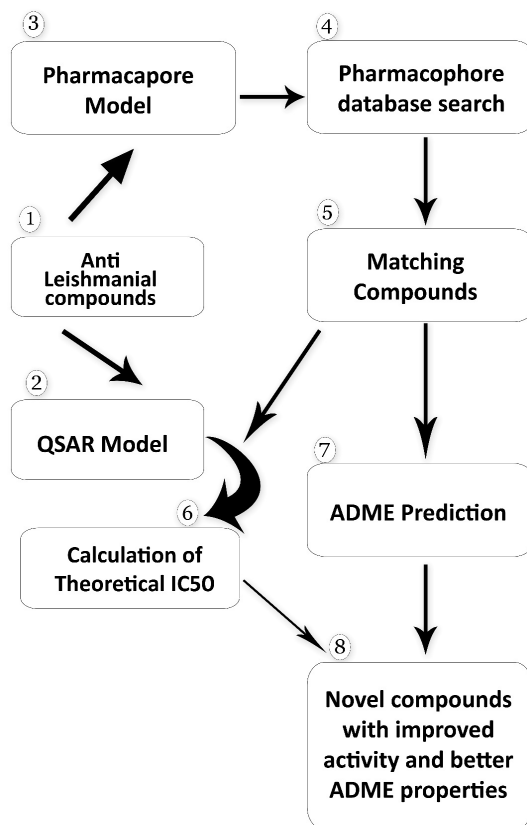 3
Pharmacapore
Model
4
Pharmacophore
database search
1
Anti
Leishmanial
compounds
5
Matching
Compounds
2
QSAR Model
7
ADME Prediction
6
Calculation of
Theoretical IC50
8
Novel compounds
with improved
activity and better
ADME properties